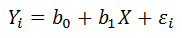 Yᵢ = b₀ + b₁X + εᵢ